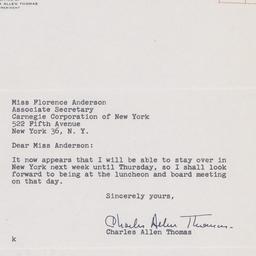 ALLEN THOMAS
Miss Florence Anderson
Associate Secretary
Carnegie Corporation of New York
522 Fifth Avenue
New York 36, N. Y.
Dear Miss Anderson:
It now appears that I will be able to stay over in
New York next week until Thursday, so I shall look
forward to being at the luncheon and board meeting
on that day.
Sincerely yours,
Charles Allen Thomas
Charles Allen Thomas
k